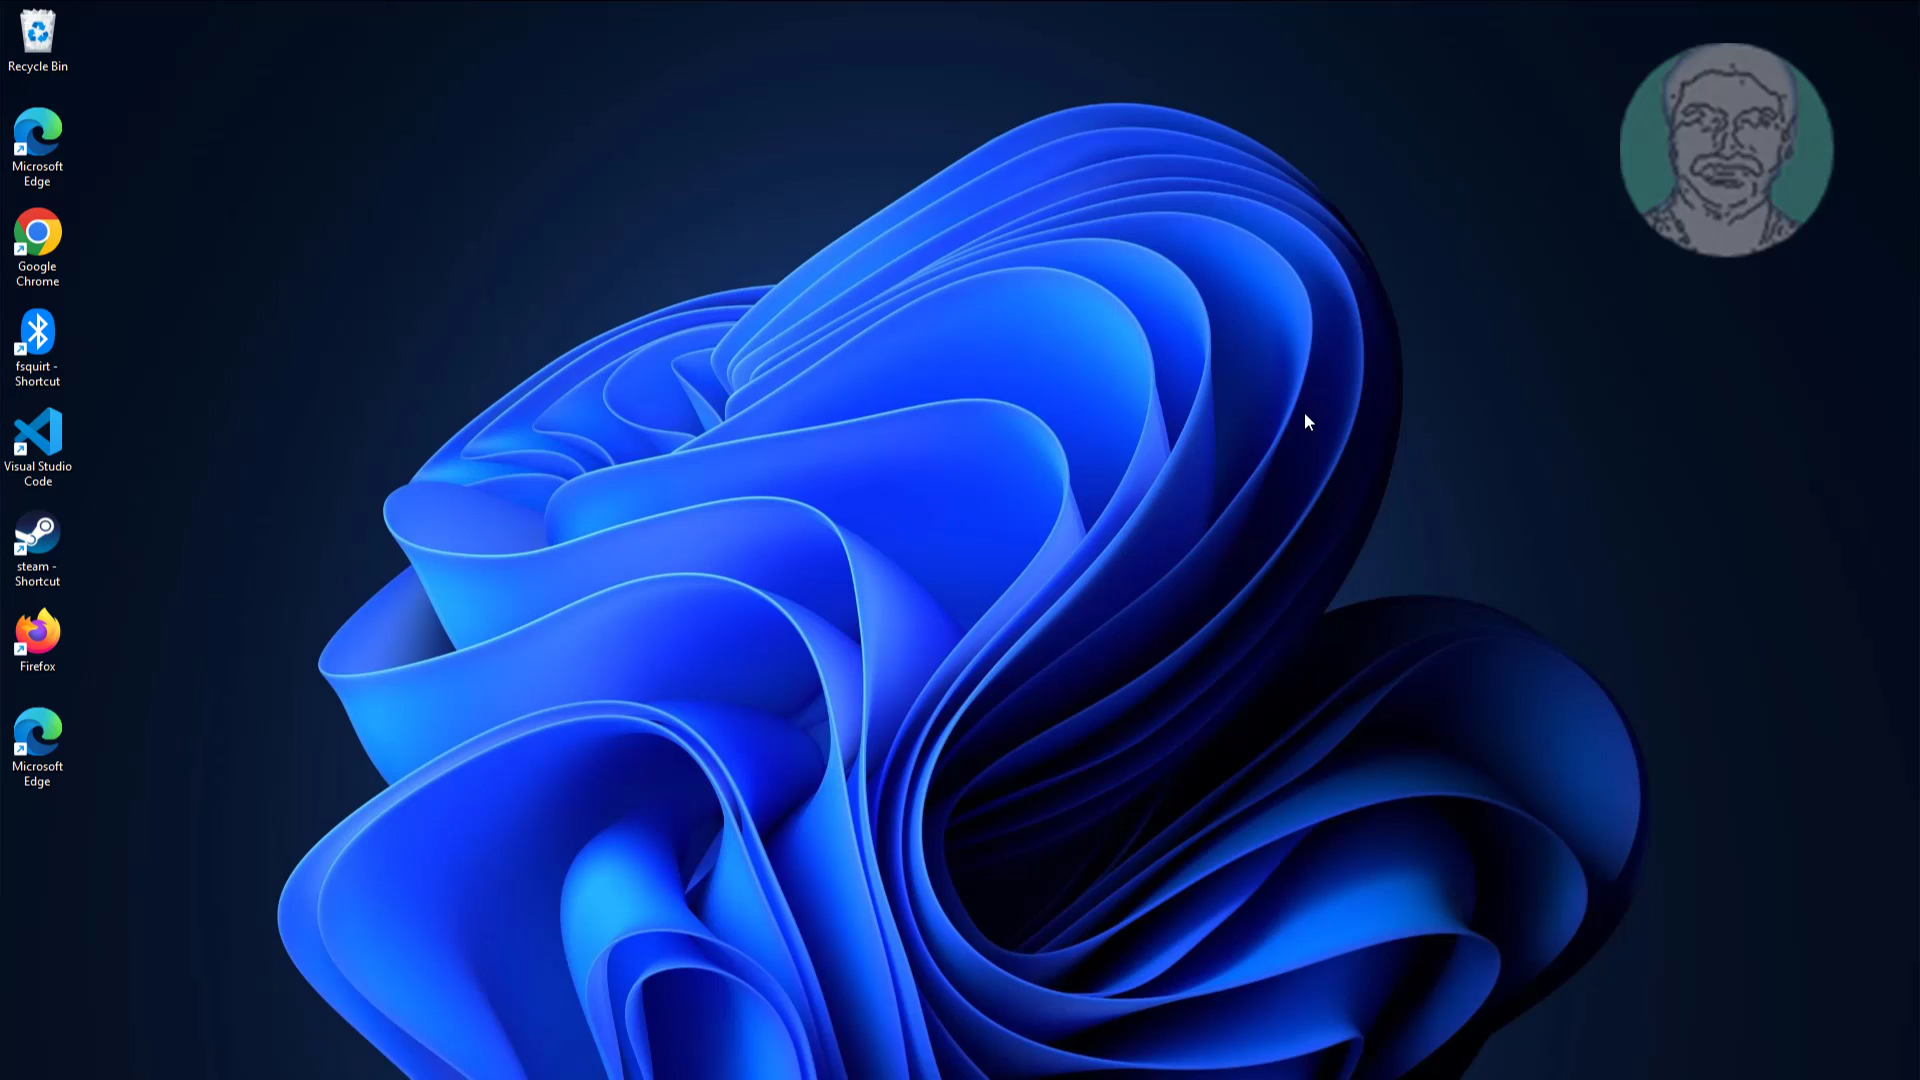 Recycle Bin
Microsoft
Edge
Google
Chrome
fsquirt -
Shortcut
Visual Studio
Code
steam -
Shortcut
Firefox
Microsoft
Edge